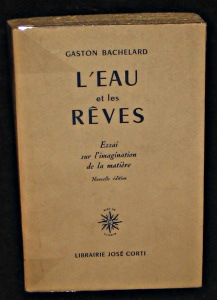 GASTON BACHELARD
L'EAU
et les
RÊVES
Essai
sur l'imagination
de la matière
Nouvelle édition
LIBRAIRIE JOSÉ CORTI